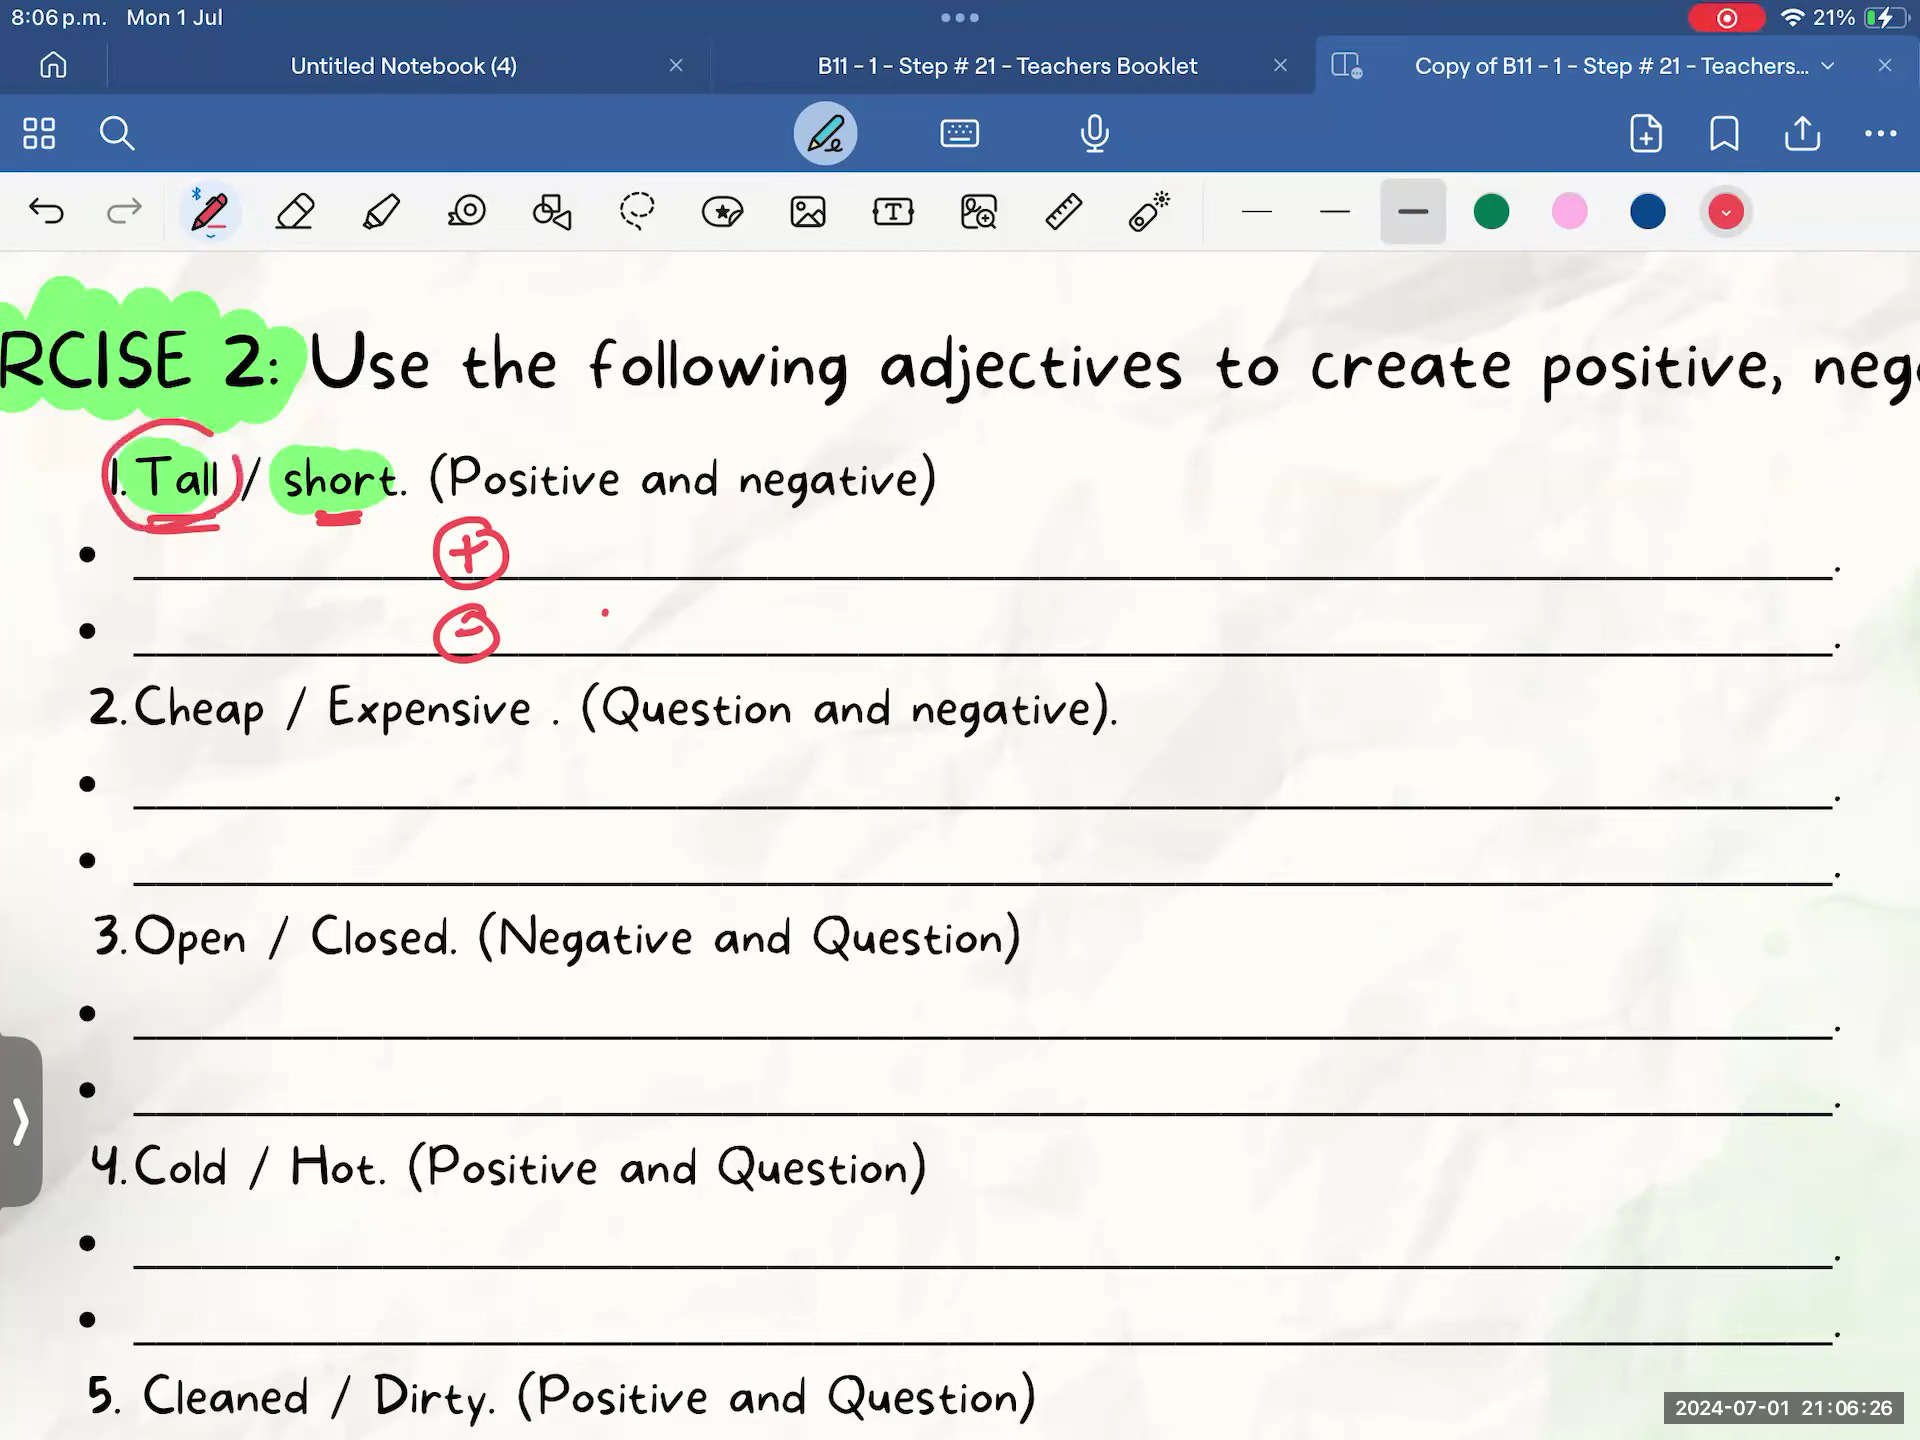 8:06 p.m. Mon 1 Jul
21%
Untitled Notebook (4)
B11 - 1 - Step # 21 - Teachers Booklet
Copy of B11 - 1 - Step # 21 - Teachers...
RCISE 2: Use the following adjectives to create positive, neg
1. Tall / short. (Positive and negative)
+
-
2. Cheap / Expensive . (Question and negative).
3. Open / Closed. (Negative and Question)
4. Cold / Hot. (Positive and Question)
5. Cleaned / Dirty. (Positive and Question)
2024-07-01 21:06:26